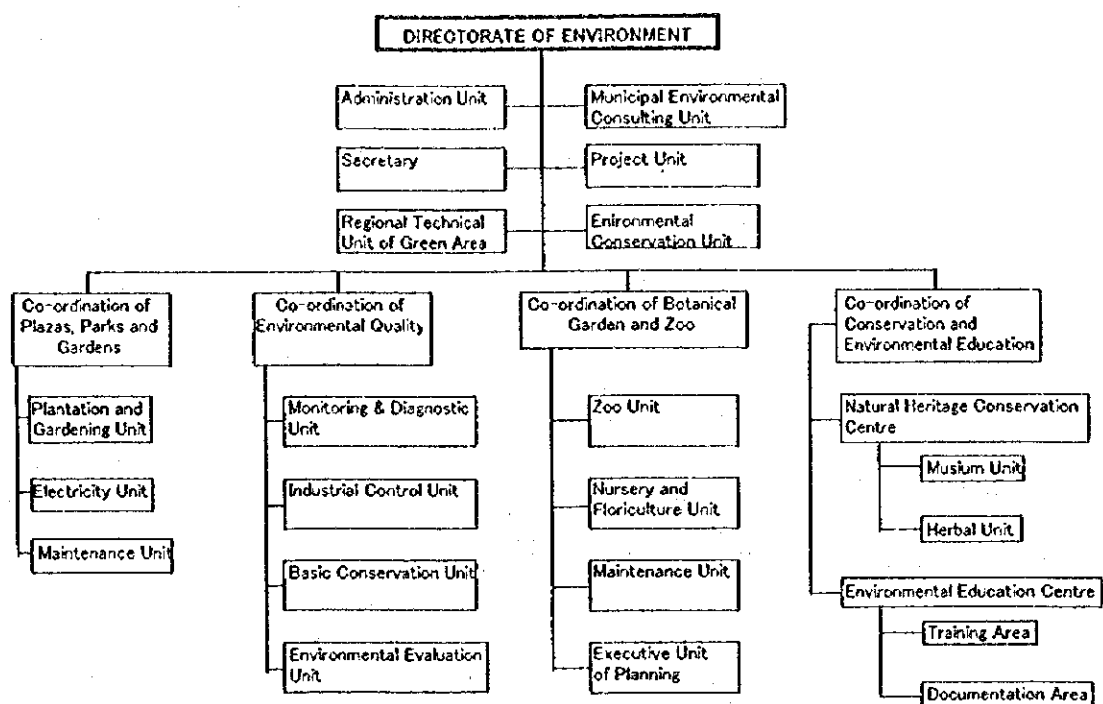 DIRECTORATE OF ENVIRONMENT
Administration Unit
Municipal Environmental
Consulting Unit
Secretary
Project Unit
Regional Technical
Unit of Green Area
Enironmental
Conservation Unit
Co-ordination of
Plazas, Parks and
Gardens
Plantation and
Gardening Unit
Electricity Unit
Maintenance Unit
Co-ordination of
Environmental Quality
Monitoring & Diagnostic
Unit
Industrial Control Unit
Basic Conservation Unit
Environmental Evaluation
Unit
Co-ordination of Botanical
Garden and Zoo
Zoo Unit
Nursery and
Floriculture Unit
Maintenance Unit
Executive Unit
of Planning
Co-ordination of
Conservation and
Environmental Education
Natural Heritage Conservation
Centre
Musium Unit
Herbal Unit
Environmental Education Centre
Training Area
Documentation Area